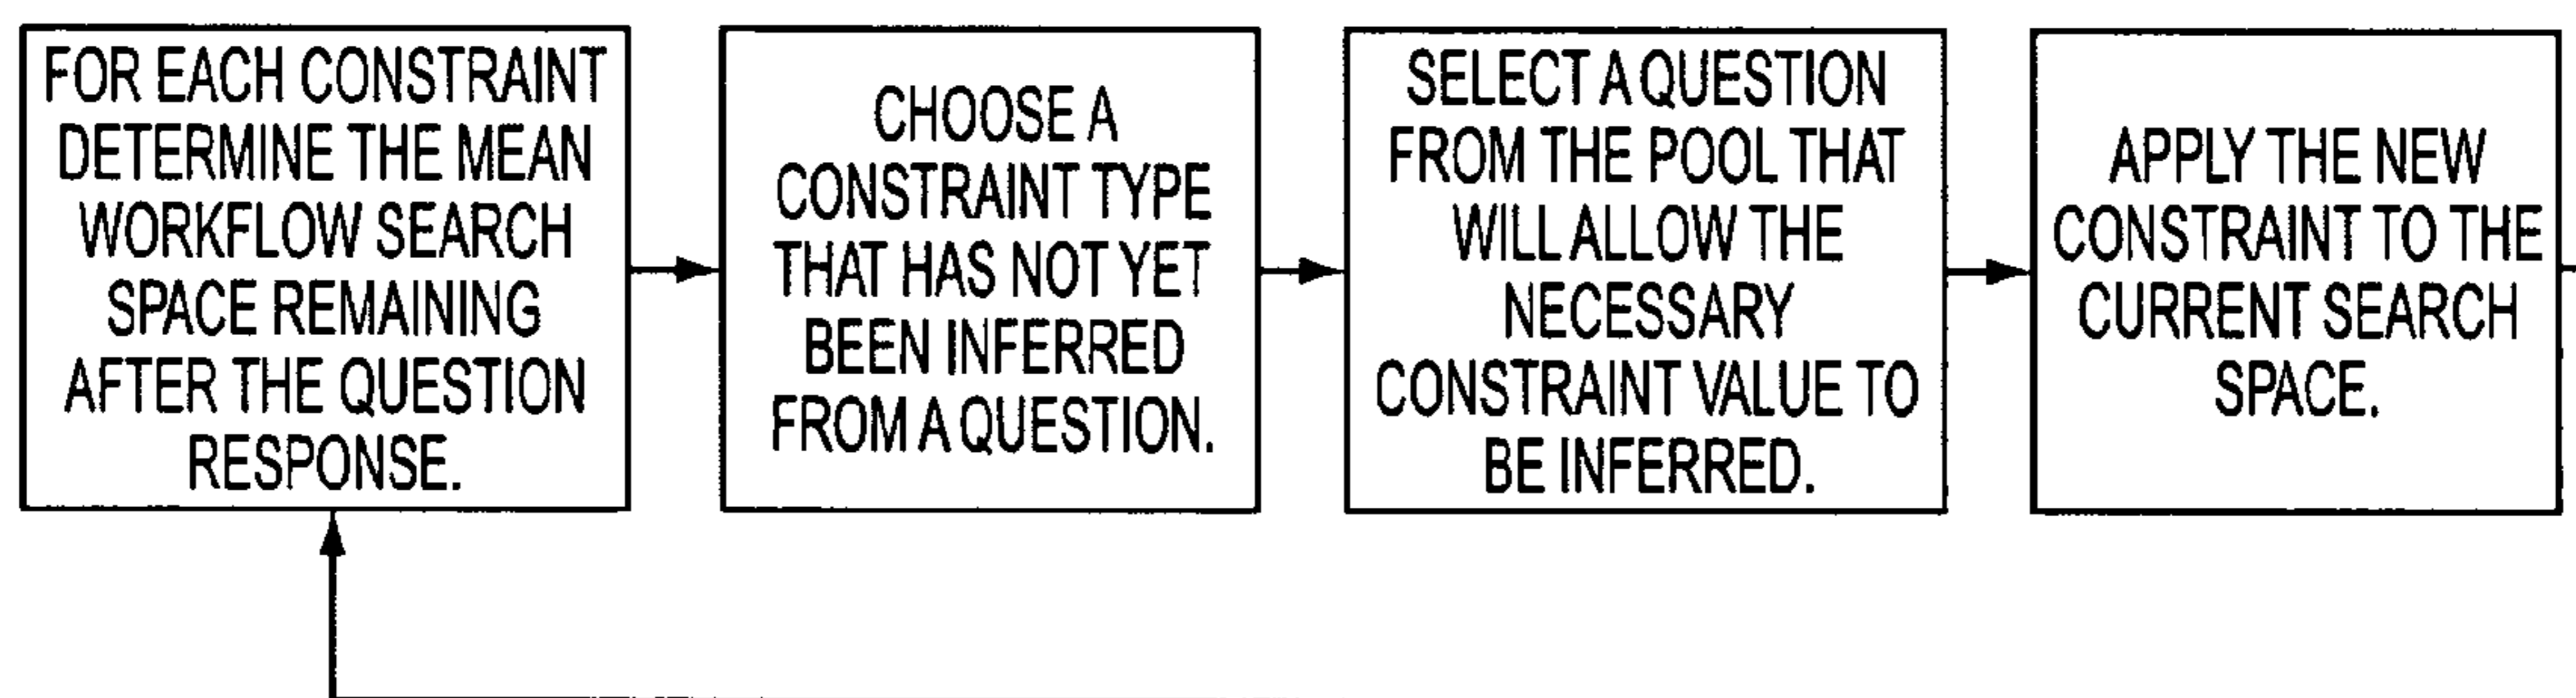 FOR EACH CONSTRAINT
DETERMINE THE MEAN
WORKFLOW SEARCH
SPACE REMAINING
AFTER THE QUESTION
RESPONSE.
CHOOSE A
CONSTRAINT TYPE
THAT HAS NOT YET
BEEN INFERRED
FROM A QUESTION.
SELECT A QUESTION
FROM THE POOL THAT
WILL ALLOW THE
NECESSARY
CONSTRAINT VALUE TO
BE INFERRED.
APPLY THE NEW
CONSTRAINT TO THE
CURRENT SEARCH
SPACE.